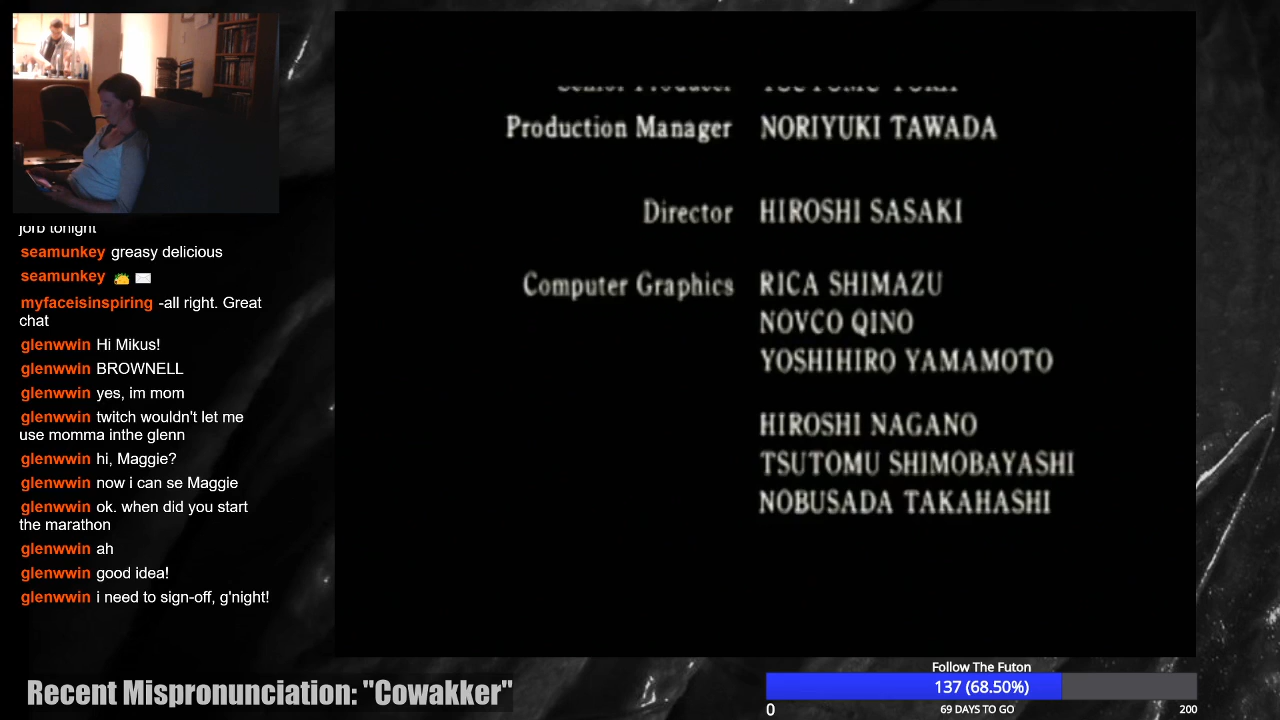 Production Manager NORIYUKI TAWADA
Director HIROSHI SASAKI
Computer Graphics RICA SHIMAZU
NOVCO QINO
YOSHIHIRO YAMAMOTO
HIROSHI NAGANO
TSUTOMU SHIMOBAYASHI
NOBUSADA TAKAHASHI
jorb tonight
seamunkey greasy delicious
seamunkey
myfaceisinspiring -all right. Great
chat
glenwwin Hi Mikus!
glenwwin BROWNELL
glenwwin yes, im mom
glenwwin twitch wouldn't let me
use momma inthe glenn
glenwwin hi, Maggie?
glenwwin now i can se Maggie
glenwwin ok. when did you start
the marathon
glenwwin ah
glenwwin good idea!
glenwwin i need to sign-off, g'night!
Recent Mispronunciation: "Cowakker"
Follow The Futon
137 (68.50%)
0 69 DAYS TO GO 200